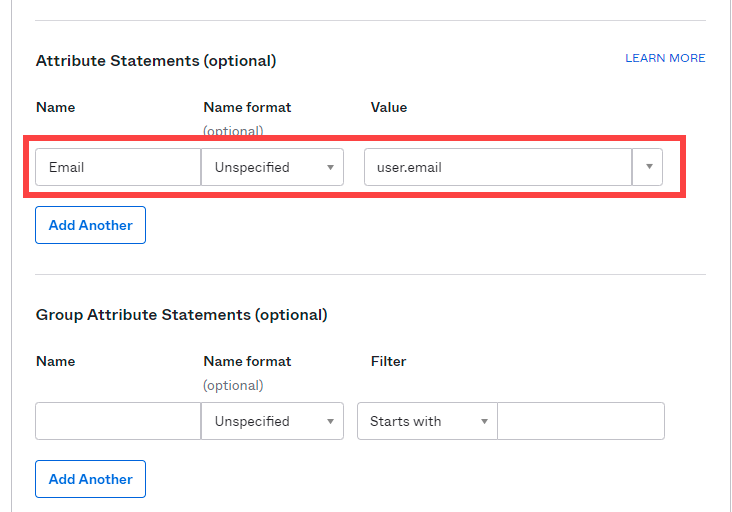 Attribute Statements (optional)
LEARN MORE
Name
Name format
(optional)
Value
Email
Unspecified
user.email
Add Another
Group Attribute Statements (optional)
Name
Name format
(optional)
Filter
Unspecified
Starts with
Add Another